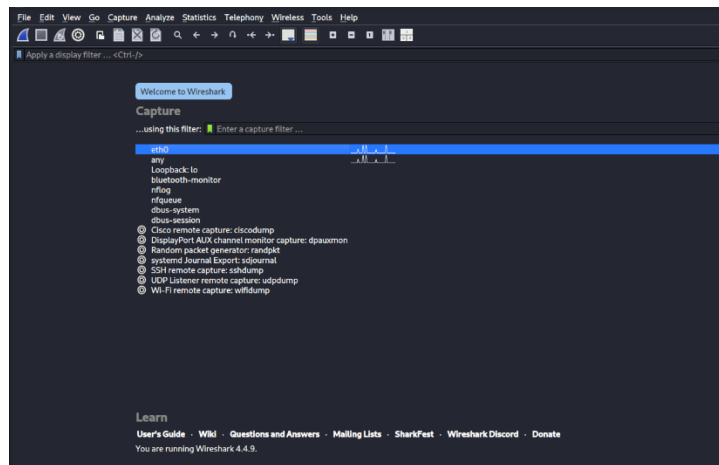 File Edit View Go Capture Analyze Statistics Telephony Wireless Tools Help
Apply a display filter ... <Ctrl-/>
Welcome to Wireshark
Capture
...using this filter: Enter a capture filter ...
eth0
any
Loopback: lo
bluetooth-monitor
nflog
nfqueue
dbus-system
dbus-session
Cisco remote capture: ciscodump
DisplayPort AUX channel monitor capture: dpauxmon
Random packet generator: randpkt
systemd Journal Export: sdjournal
SSH remote capture: sshdump
UDP Listener remote capture: udpdump
Wi-Fi remote capture: wifidump
Learn
User's Guide · Wiki · Questions and Answers · Mailing Lists · SharkFest · Wireshark Discord · Donate
You are running Wireshark 4.4.9.